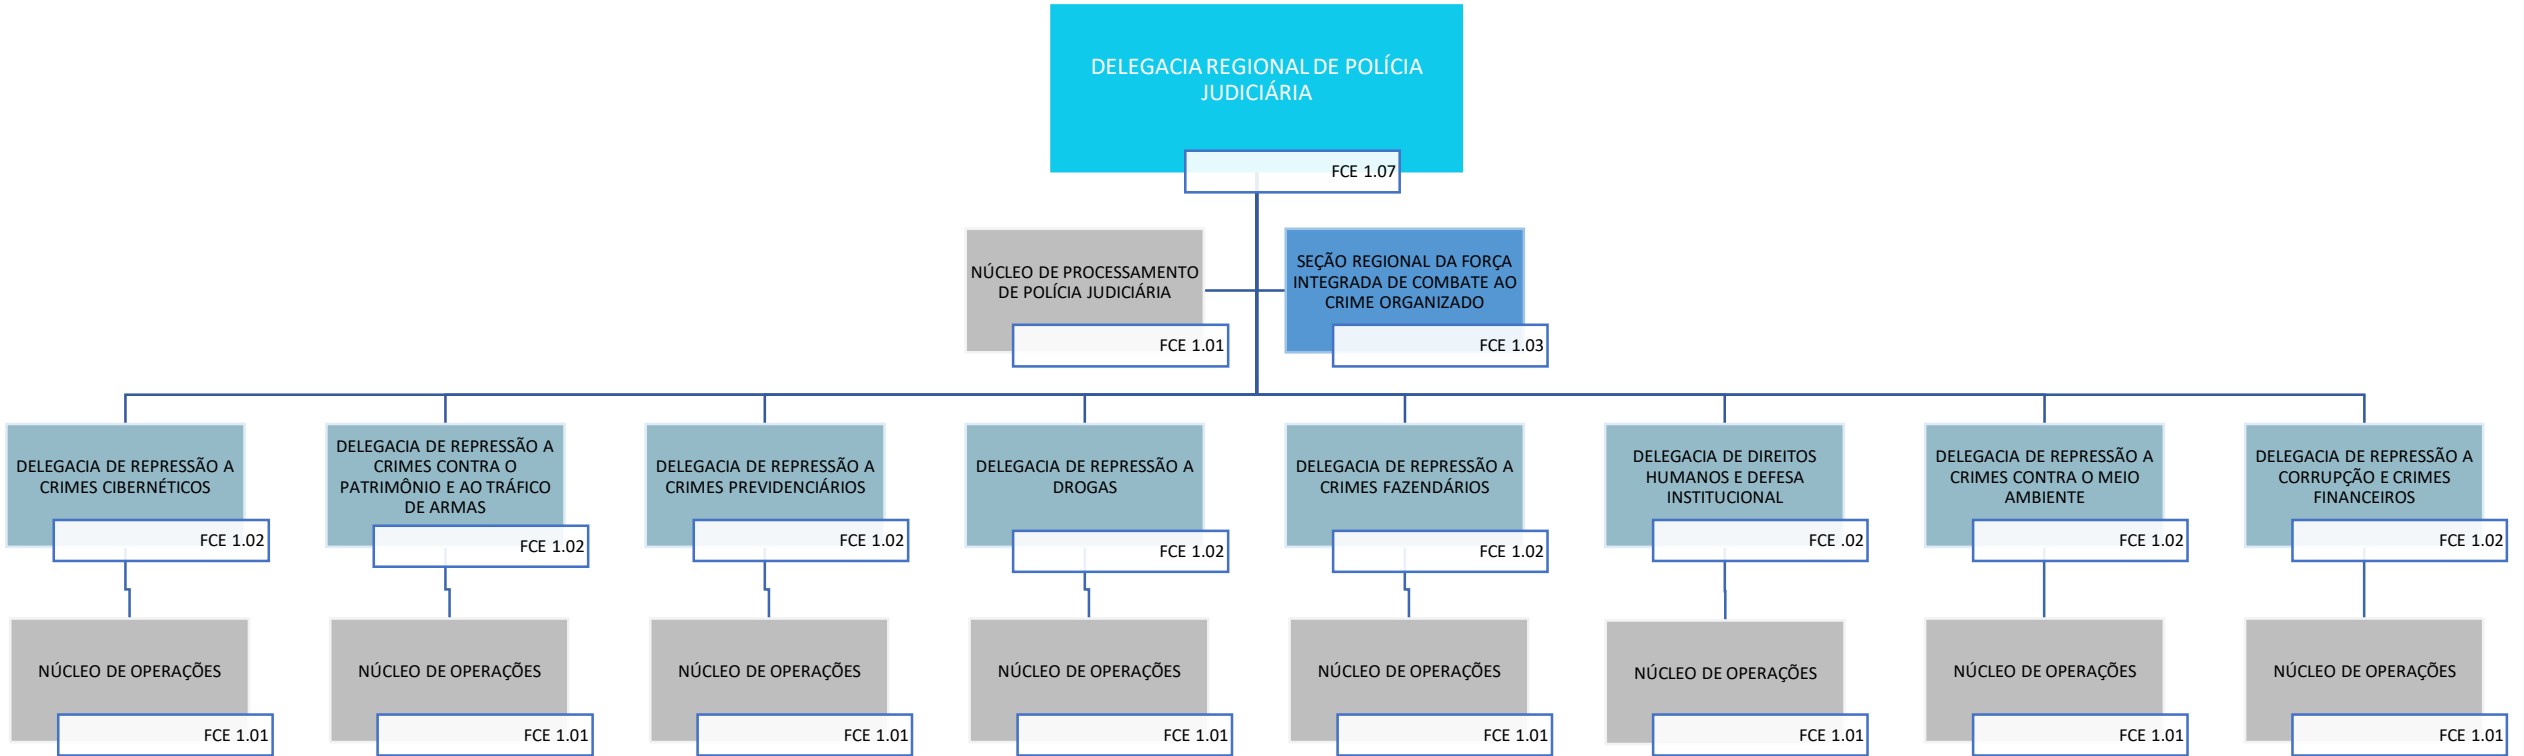 DELEGACIA REGIONAL DE POLÍCIA
JUDICIÁRIA
FCE 1.07
NÚCLEO DE PROCESSAMENTO
DE POLÍCIA JUDICIÁRIA
FCE 1.01
SEÇÃO REGIONAL DA FORÇA
INTEGRADA DE COMBATE AO
CRIME ORGANIZADO
FCE 1.03
DELEGACIA DE REPRESSÃO A
CRIMES CIBERNÉTICOS
FCE 1.02
DELEGACIA DE REPRESSÃO A
CRIMES CONTRA O
PATRIMÔNIO E AO TRÁFICO
DE ARMAS
FCE 1.02
DELEGACIA DE REPRESSÃO A
CRIMES PREVIDENCIÁRIOS
FCE 1.02
DELEGACIA DE REPRESSÃO A
DROGAS
FCE 1.02
DELEGACIA DE REPRESSÃO A
CRIMES FAZENDÁRIOS
FCE 1.02
DELEGACIA DE DIREITOS
HUMANOS E DEFESA
INSTITUCIONAL
FCE .02
DELEGACIA DE REPRESSÃO A
CRIMES CONTRA O MEIO
AMBIENTE
FCE 1.02
DELEGACIA DE REPRESSÃO A
CORRUPÇÃO E CRIMES
FINANCEIROS
FCE 1.02
NÚCLEO DE OPERAÇÕES
FCE 1.01
NÚCLEO DE OPERAÇÕES
FCE 1.01
NÚCLEO DE OPERAÇÕES
FCE 1.01
NÚCLEO DE OPERAÇÕES
FCE 1.01
NÚCLEO DE OPERAÇÕES
FCE 1.01
NÚCLEO DE OPERAÇÕES
FCE 1.01
NÚCLEO DE OPERAÇÕES
FCE 1.01
NÚCLEO DE OPERAÇÕES
FCE 1.01